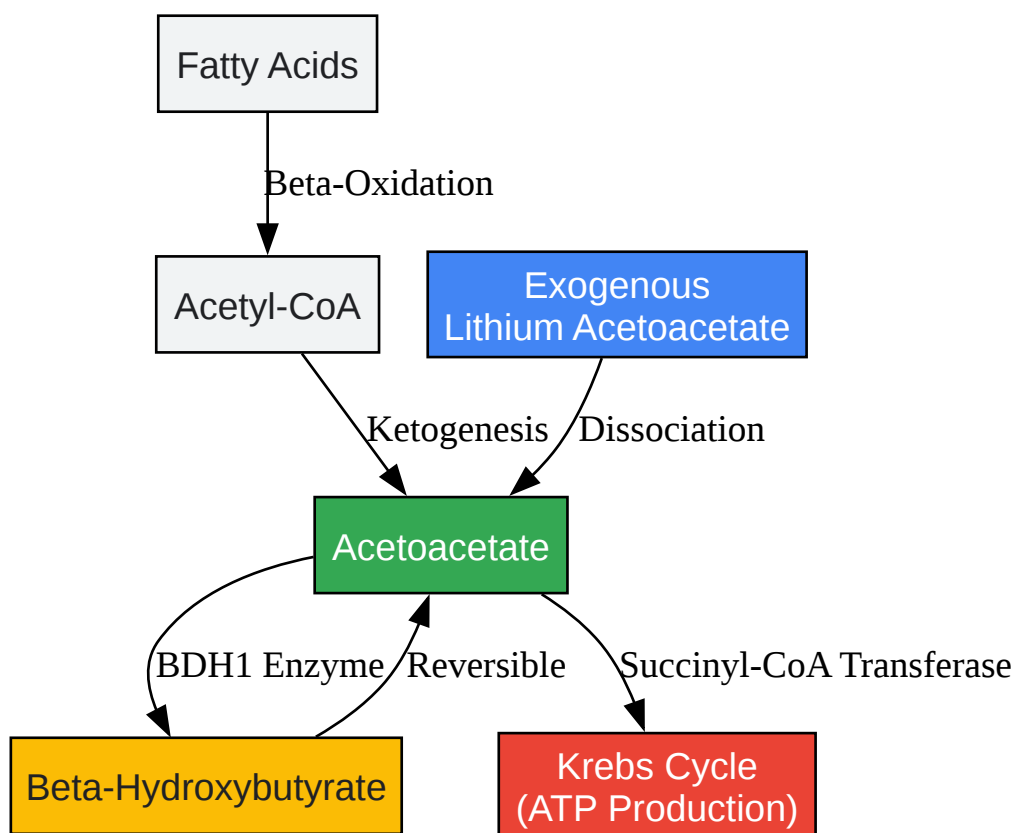 Fatty Acids
Beta-Oxidation
Acetyl-CoA
Exogenous
Lithium Acetoacetate
Ketogenesis
Dissociation
Acetoacetate
BDH1 Enzyme
Reversible
Succinyl-CoA Transferase
Beta-Hydroxybutyrate
Krebs Cycle
(ATP Production)